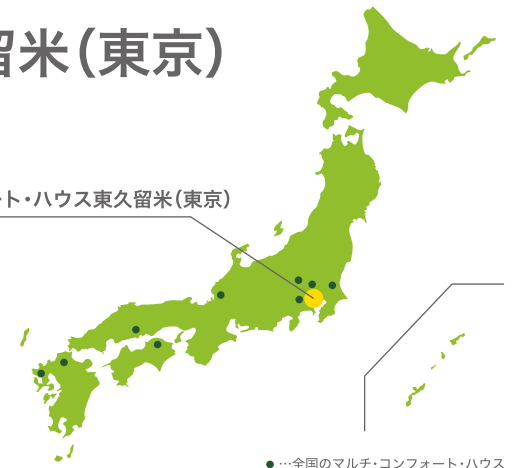 留米（東京）
ート・ハウス東久留米（東京）
●…全国のマルチ・コンフォート・ハウス